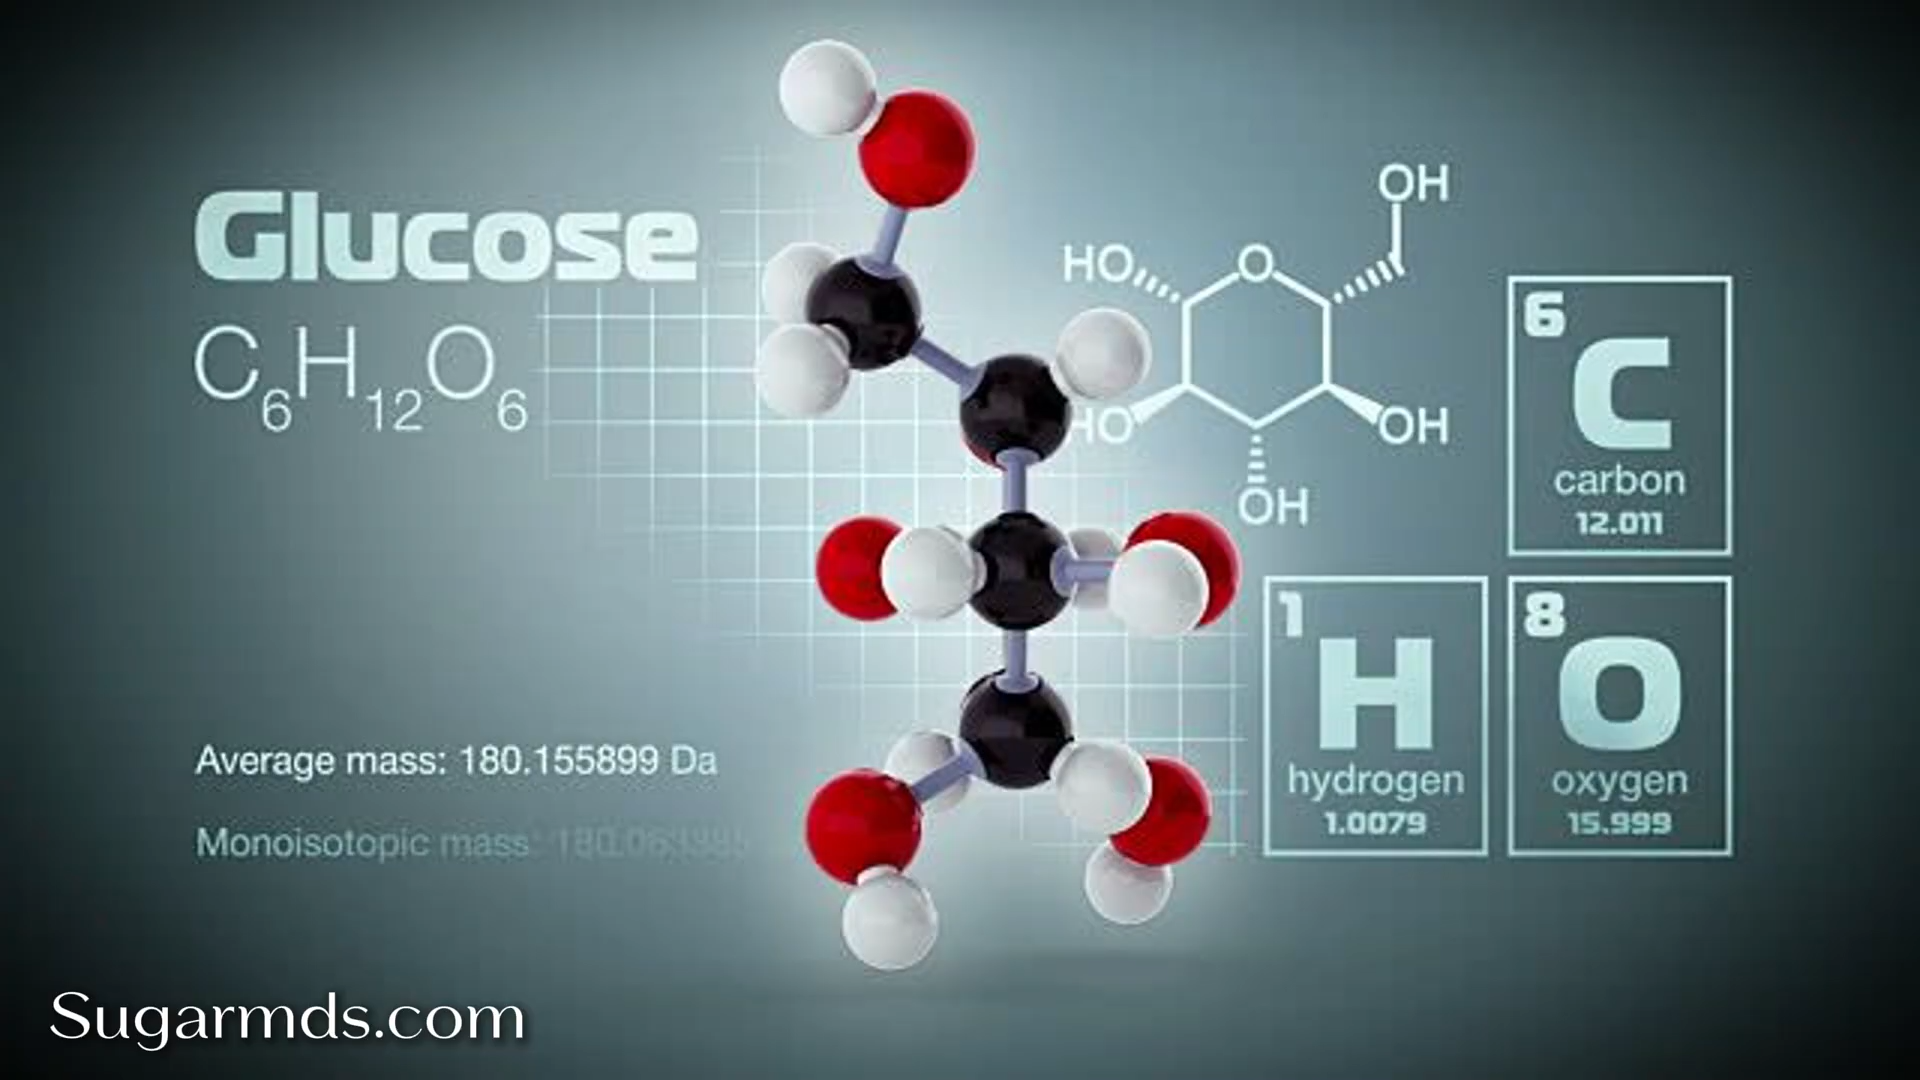 Glucose
C6H12O6
OH
HO O
HO OH
OH
6
C
carbon
12.011
1
H
hydrogen
1.0079
8
O
oxygen
15.999
Average mass: 180.155899 Da
Monoisotopic mass:
Sugarmds.com